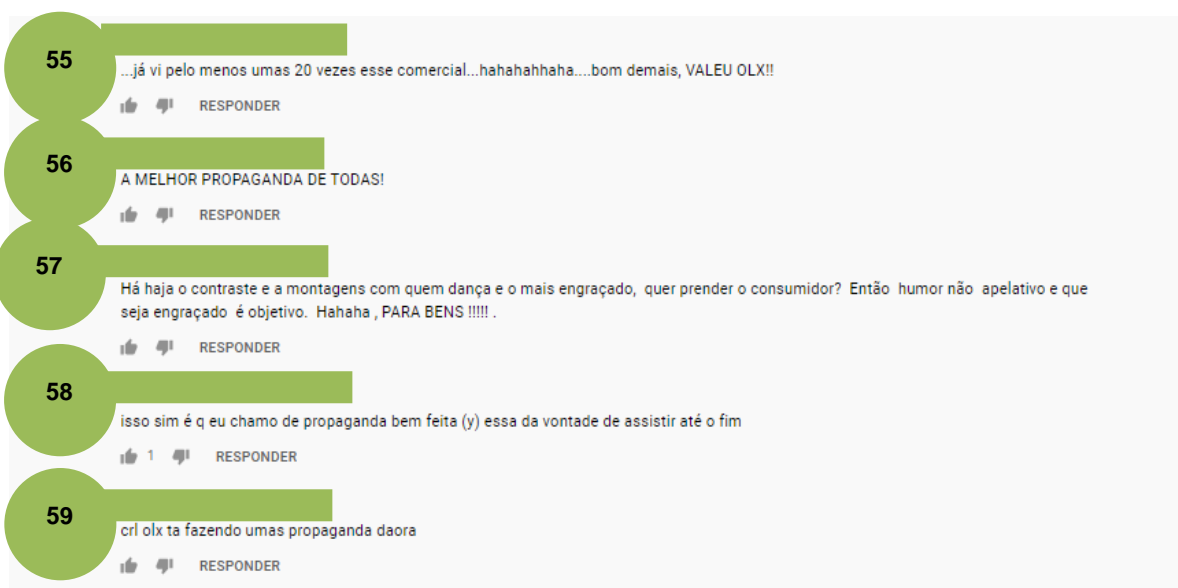 55
...já vi pelo menos umas 20 vezes esse comercial...hahahahhaha....bom demais, VALEU OLX!!
RESPONDER
56
A MELHOR PROPAGANDA DE TODAS!
RESPONDER
57
Há haja o contraste e a montagens com quem dança e o mais engraçado, quer prender o consumidor? Então humor não apelativo e que
seja engraçado é objetivo. Hahaha , PARA BENS !!!!! .
RESPONDER
58
isso sim é q eu chamo de propaganda bem feita (y) essa da vontade de assistir até o fim
1 RESPONDER
59
crl olx ta fazendo umas propaganda daora
RESPONDER